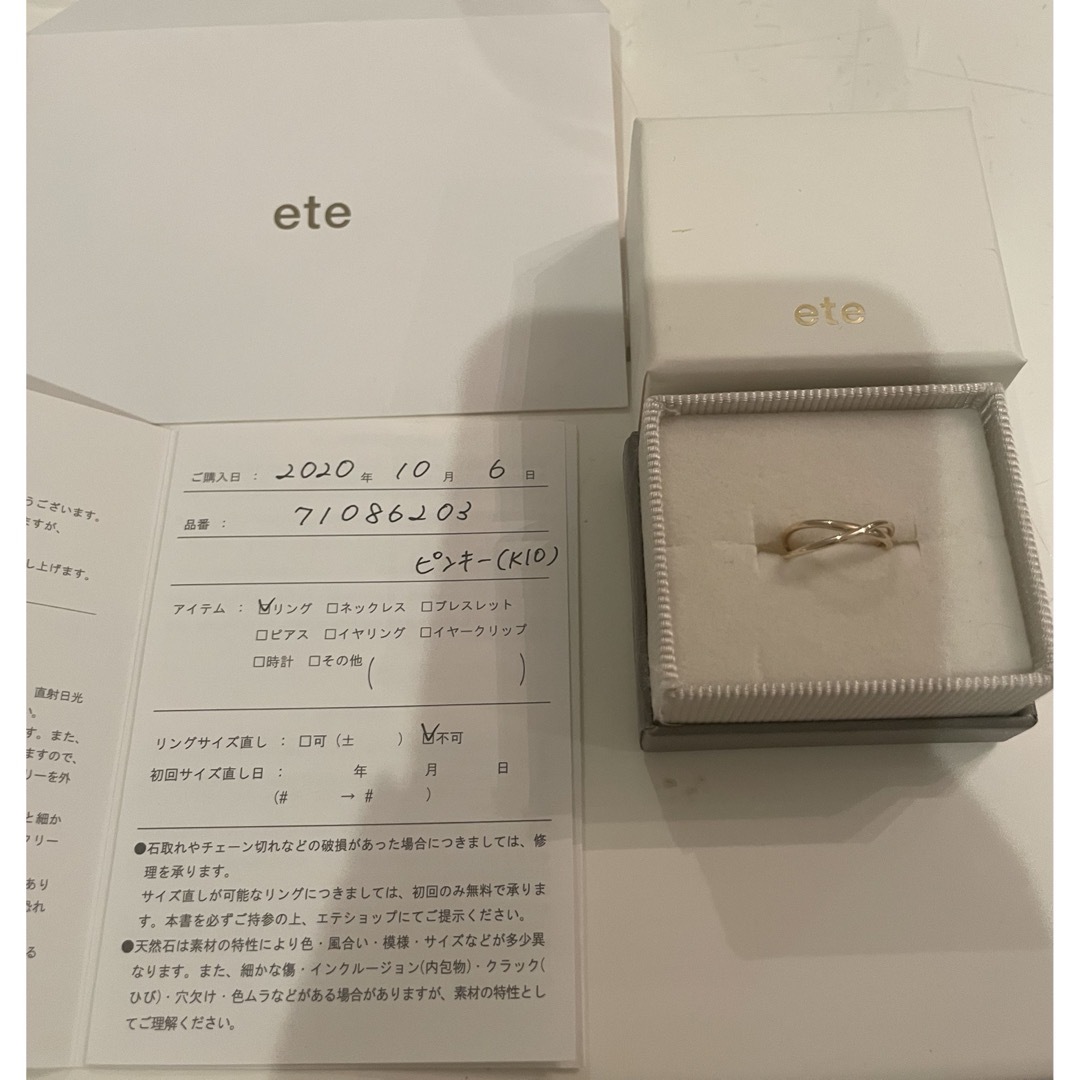 ete
ete
うございます。
ますが、
し上げます。
直射日光
い。
す。また、
ますので、
リーを外
と細か
クリー
あり
恐れ
る
ご購入日 : 2020 年 10 月 6 日
品番 : 71086203
ピンキー(K10)
アイテム : ☑リング □ネックレス □ブレスレット
□ピアス □イヤリング □イヤークリップ
□時計 □その他( )
リングサイズ直し : □可 (± ) ☑不可
初回サイズ直し日 : 年 月 日
(# → # )
●石取れやチェーン切れなどの破損があった場合につきましては、修
理を承ります。
サイズ直しが可能なリングにつきましては、初回のみ無料で承りま
す。本書を必ずご持参の上、エテショップにてご提示ください。
●天然石は素材の特性により色・風合い・模様・サイズなどが多少異
なります。また、細かな傷・インクルージョン(内包物)・クラック(
ひび)・穴欠け・色ムラなどがある場合がありますが、素材の特性とし
てご理解ください。